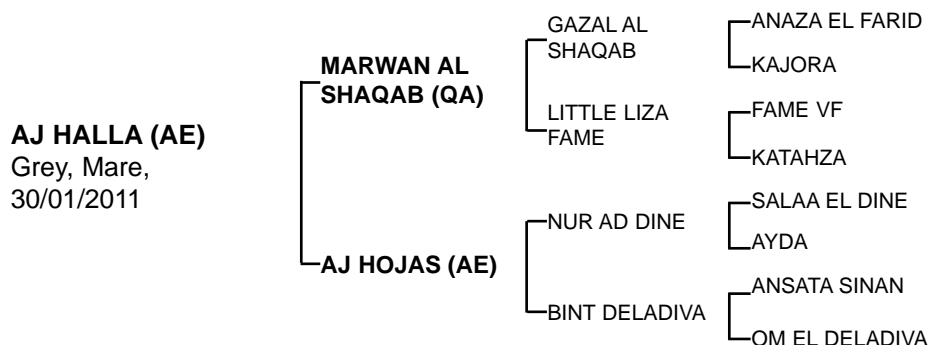 AJ HALLA (AE)
Grey, Mare,
30/01/2011
MARWAN AL
SHAQAB (QA)
AJ HOJAS (AE)
GAZAL AL
SHAQAB
LITTLE LIZA
FAME
NUR AD DINE
BINT DELADIVA
ANAZA EL FARID
KAJORA
FAME VF
KATAHZA
SALAA EL DINE
AYDA
ANSATA SINAN
OM EL DELADIVA